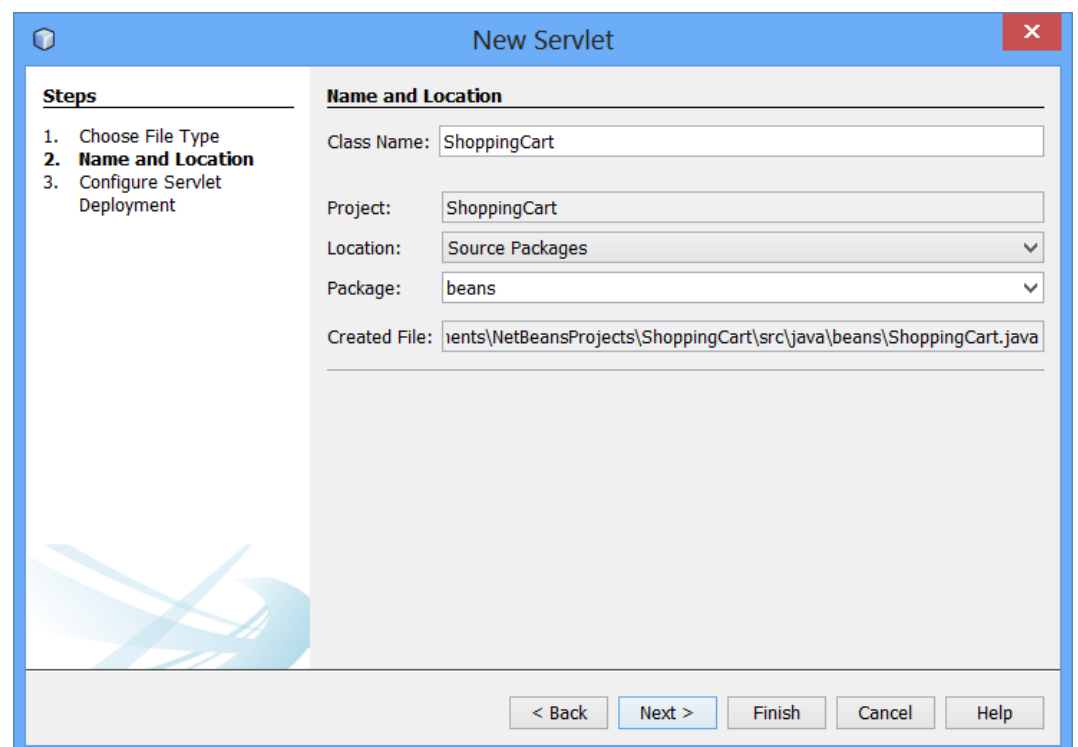 New Servlet
Steps
1. Choose File Type
2. Name and Location
3. Configure Servlet
Deployment
Name and Location
Class Name: ShoppingCart
Project: ShoppingCart
Location: Source Packages
Package: beans
Created File: nents\NetBeansProjects\ShoppingCart\src\java\beans\ShoppingCart.java
< Back Next > Finish Cancel Help